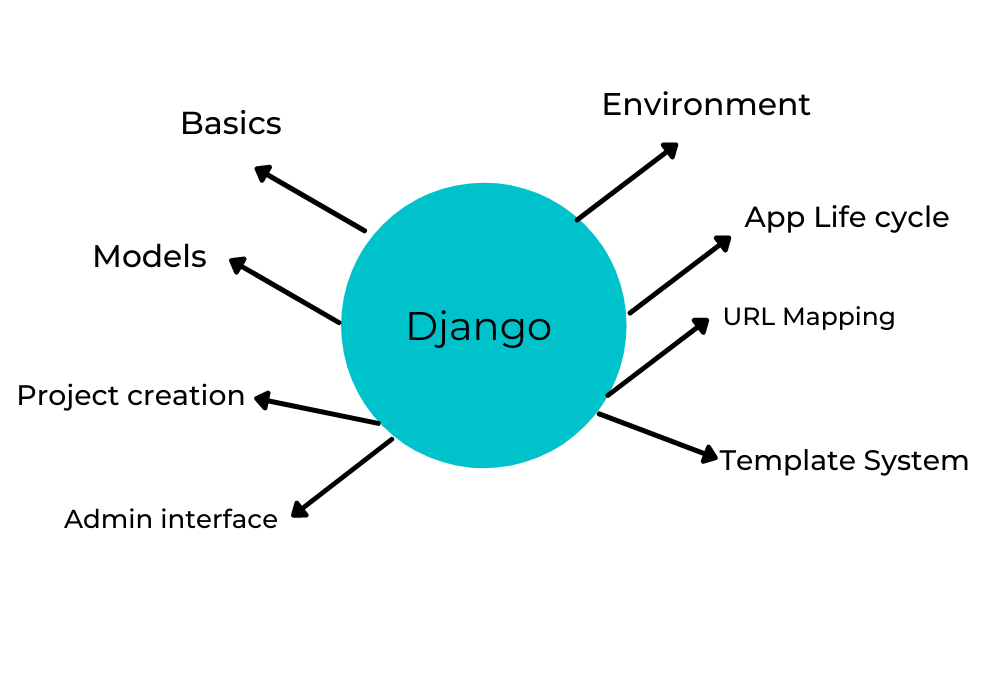 Environment
Basics
App Life cycle
Models
URL Mapping
Django
Project creation
Template System
Admin interface